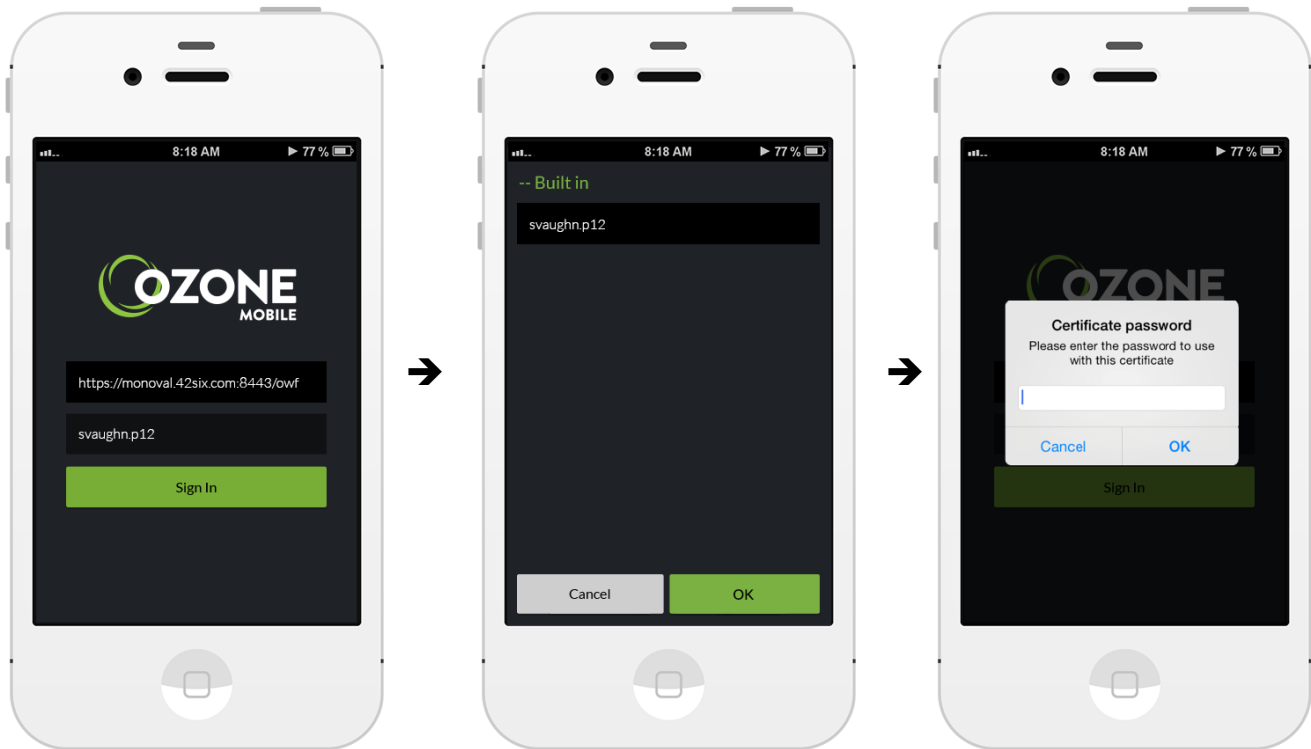 8:18 AM
77 %
OZONE
MOBILE
https://monoval.42six.com:8443/owf
svaughn.p12
Sign In
8:18 AM
77 %
-- Built in
svaughn.p12
Cancel
OK
8:18 AM
77 %
OZONE
Certificate password
Please enter the password to use
with this certificate
Cancel
OK
Sign In